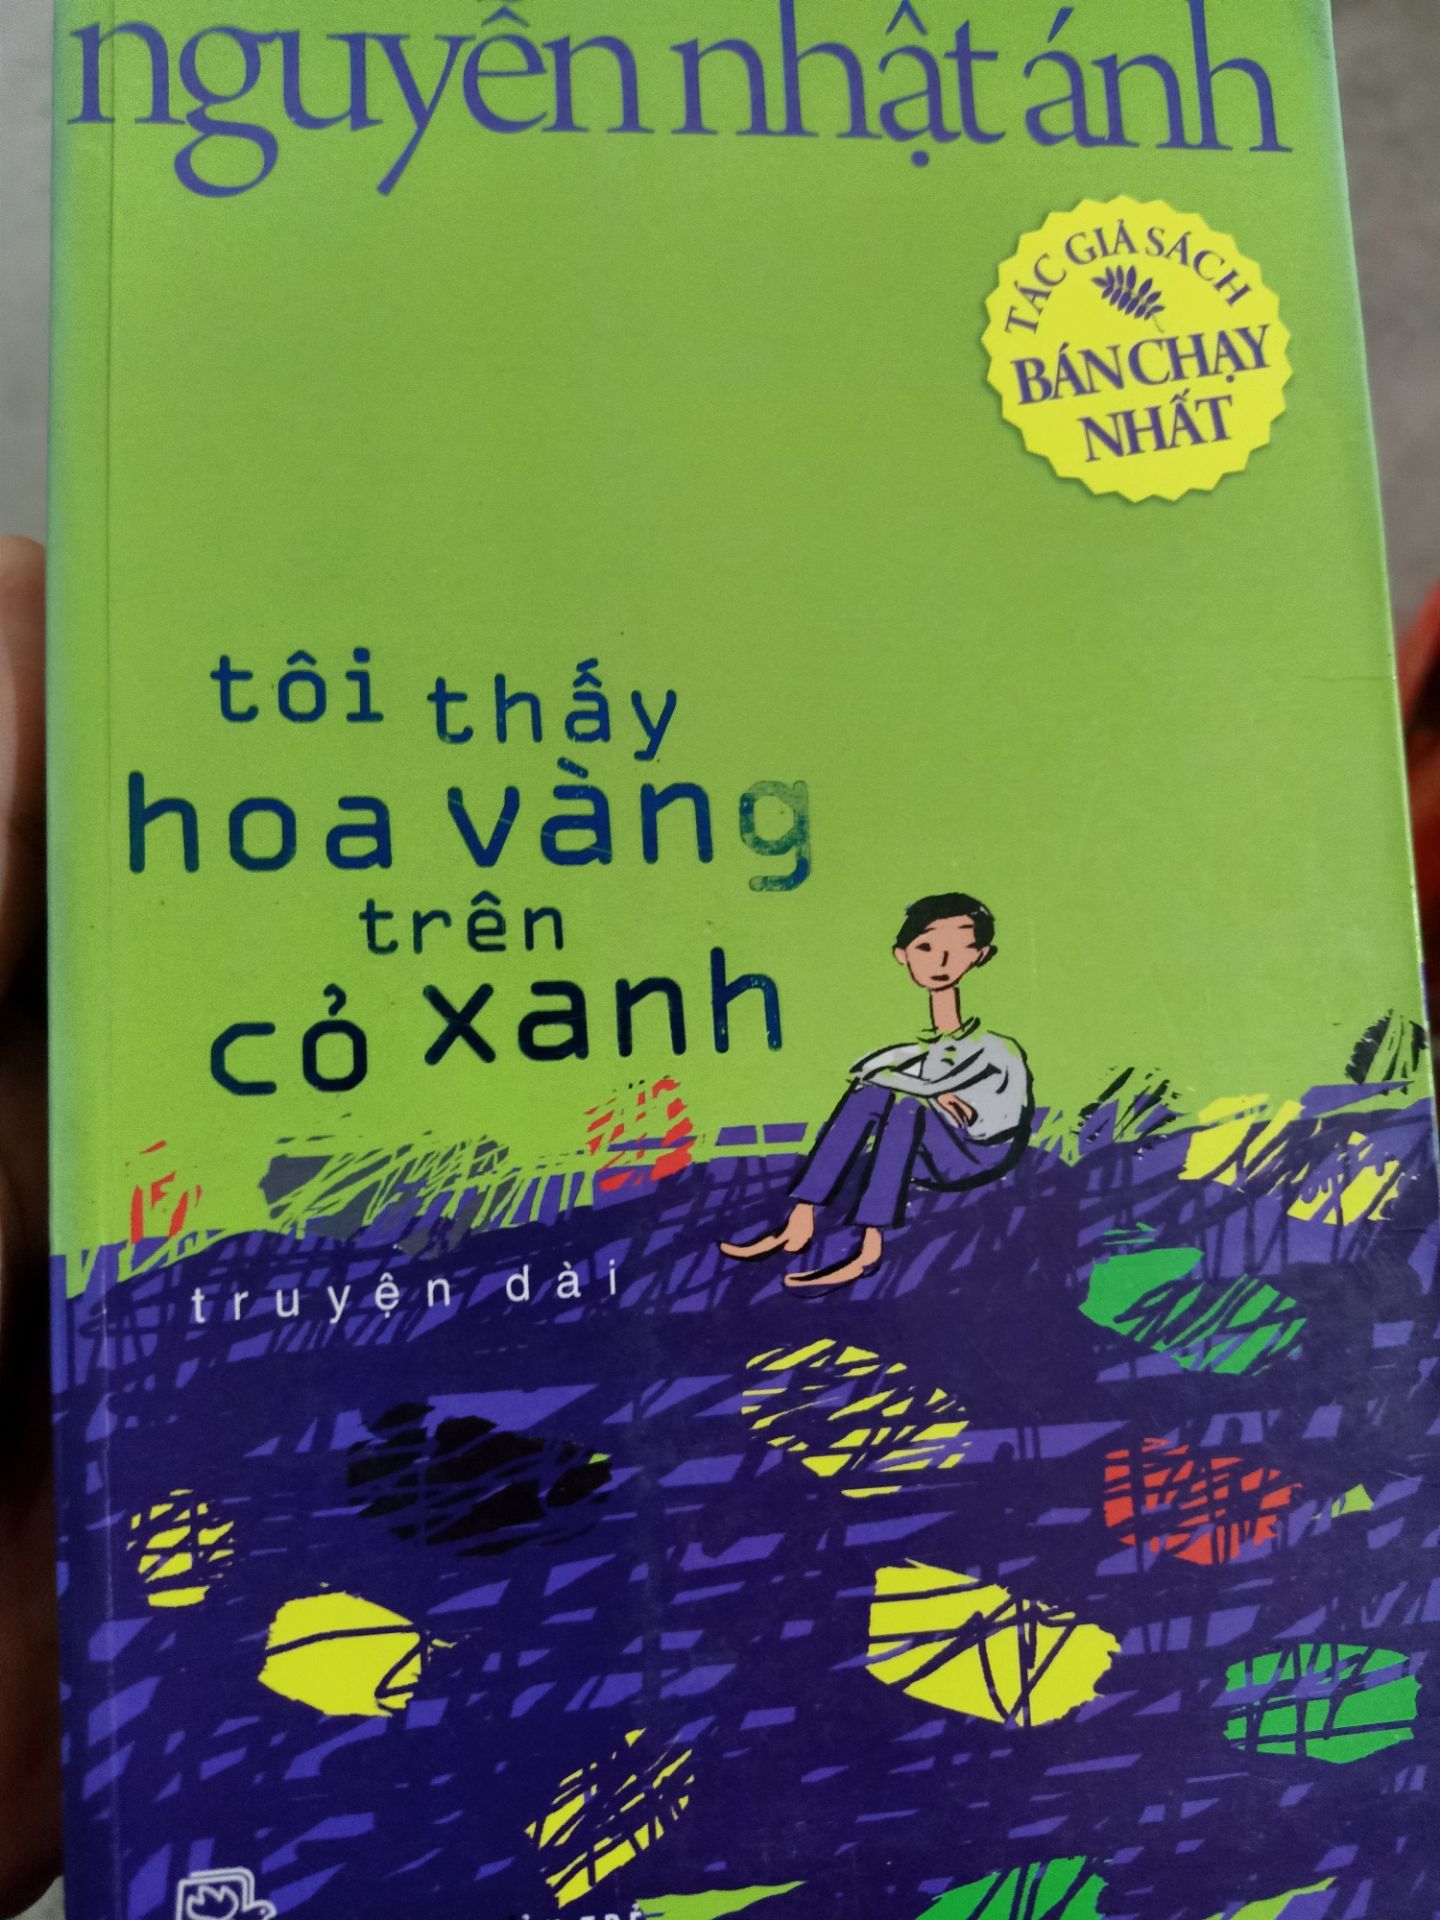 nguyễn nhật ánh
TÁC GIẢ SÁCH
BÁN CHẠY
NHẤT
tôi thấy
hoa vàng
trên
cỏ xanh
truyện dài